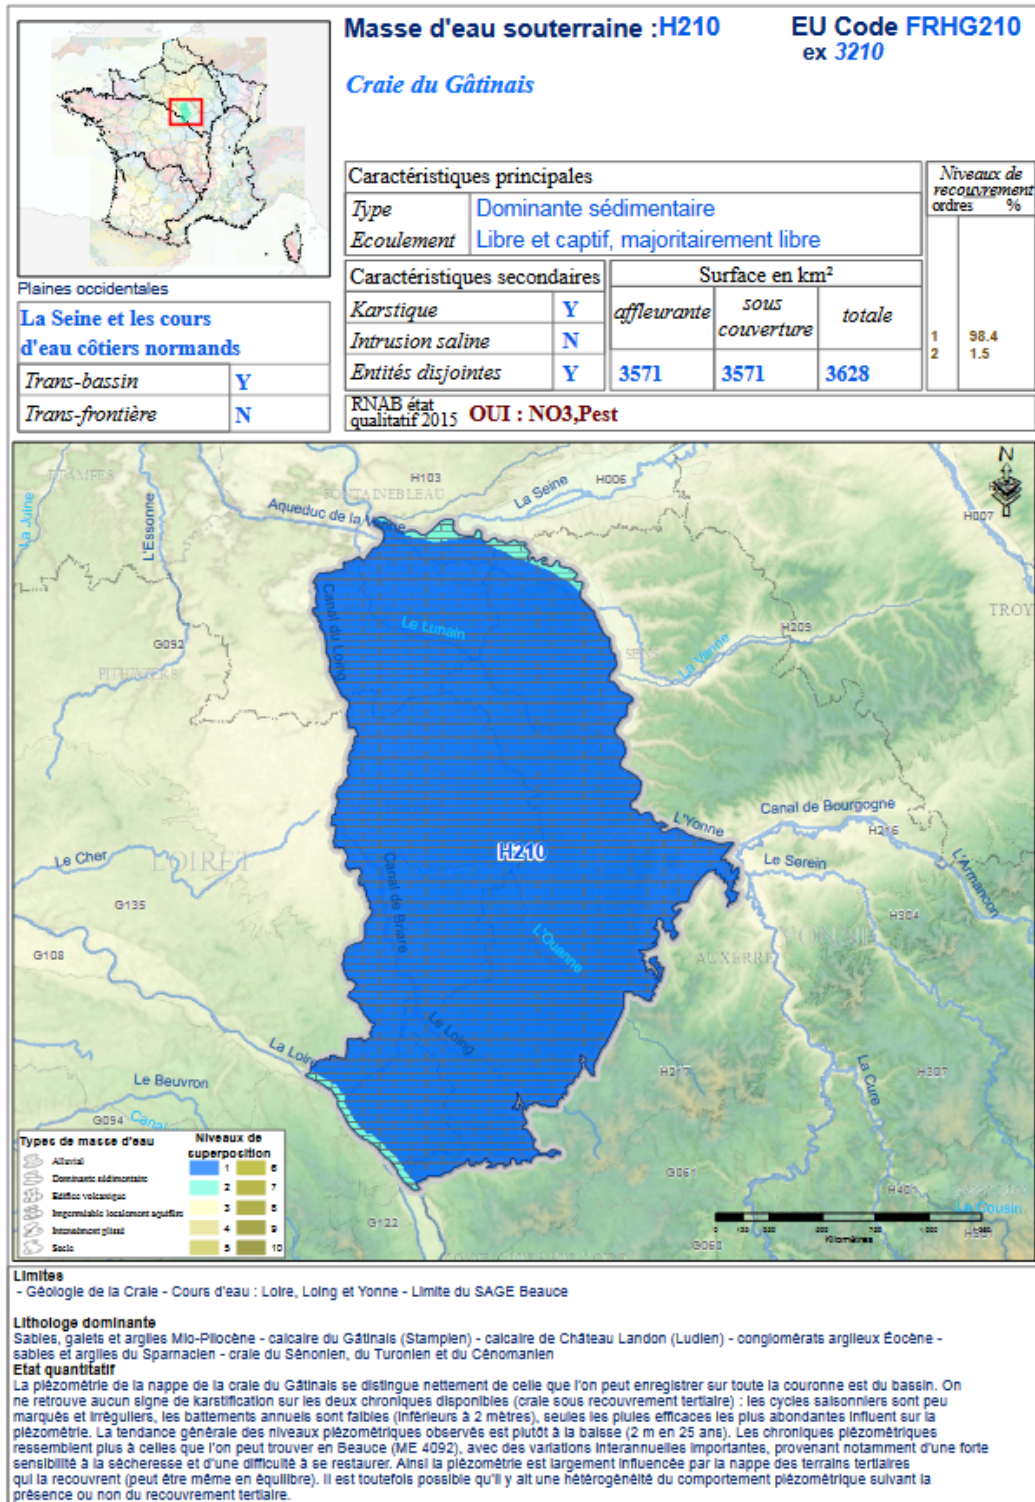 Masse d'eau souterraine :H210
EU Code FRHG210
ex 3210
Craie du Gâtinais
Plaines occidentales
La Seine et les cours
d'eau côtiers normands
Trans-bassin Y
Trans-frontière N
Caractéristiques principales
Type Dominante sédimentaire
Ecoulement Libre et captif, majoritairement libre
Caractéristiques secondaires
Karstique Y
Intrusion saline N
Entités disjointes Y
Surface en km²
affleurante sous couverture totale
3571 3571 3628
Niveaux de
recouvrement
ordres %
1 98.4
2 1.5
RNAB état
qualitatif 2015 OUI : NO3,Pest
N
ETAMPES
H103
FONTAINEBLEAU
La Seine
H006
H007
La Juine
L'Essonne
Aqueduc de la Vanne
Canal du Loing
Le Lunain
TROY
H209
SENS
La Vanne
G092
PITHIVIERS
L'Yonne
Canal de Bourgogne
H216
H210
Le Serein
L'Armancon
Le Cher
LOIRET
Canal de Briare
G135
H304
YONNE
L'Ouanne
AUXERRE
G108
Le Loing
La Loire
H217
La Cure
H307
Le Beuvron
G094
Canal
G061
H401
Le Cousin
G122
G060
Kilomètres
Types de masse d'eau
Alluvial
Dominante sédimentaire
Edifice volcanique
Imperméable localement aquifère
Intensément plissé
Socle
Niveaux de
superposition
1 6
2 7
3 8
4 9
5 10
Limites
- Géologie de la Craie - Cours d'eau : Loire, Loing et Yonne - Limite du SAGE Beauce
Lithologe dominante
Sables, galets et argiles Mio-Pliocène - calcaire du Gâtinais (Stampien) - calcaire de Château Landon (Ludien) - conglomérats argileux Éocène -
sables et argiles du Sparnacien - craie du Sénonien, du Turonien et du Cénomanien
Etat quantitatif
La piézométrie de la nappe de la craie du Gâtinais se distingue nettement de celle que l'on peut enregistrer sur toute la couronne est du bassin. On
ne retrouve aucun signe de karstification sur les deux chroniques disponibles (craie sous recouvrement tertiaire) : les cycles saisonniers sont peu
marqués et irréguliers, les battements annuels sont faibles (inférieurs à 2 mètres), seules les pluies efficaces les plus abondantes influent sur la
piézométrie. La tendance générale des niveaux piézométriques observés est plutôt à la baisse (2 m en 25 ans). Les chroniques piézométriques
ressemblent plus à celles que l'on peut trouver en Beauce (ME 4092), avec des variations interannuelles importantes, provenant notamment d'une forte
sensibilité à la sécheresse et d'une difficulté à se restaurer. Ainsi la piézométrie est largement influencée par la nappe des terrains tertiaires
qui la recouvrent (peut être même en équilibre). Il est toutefois possible qu'il y ait une hétérogénéité du comportement piézométrique suivant la
présence ou non du recouvrement tertiaire.